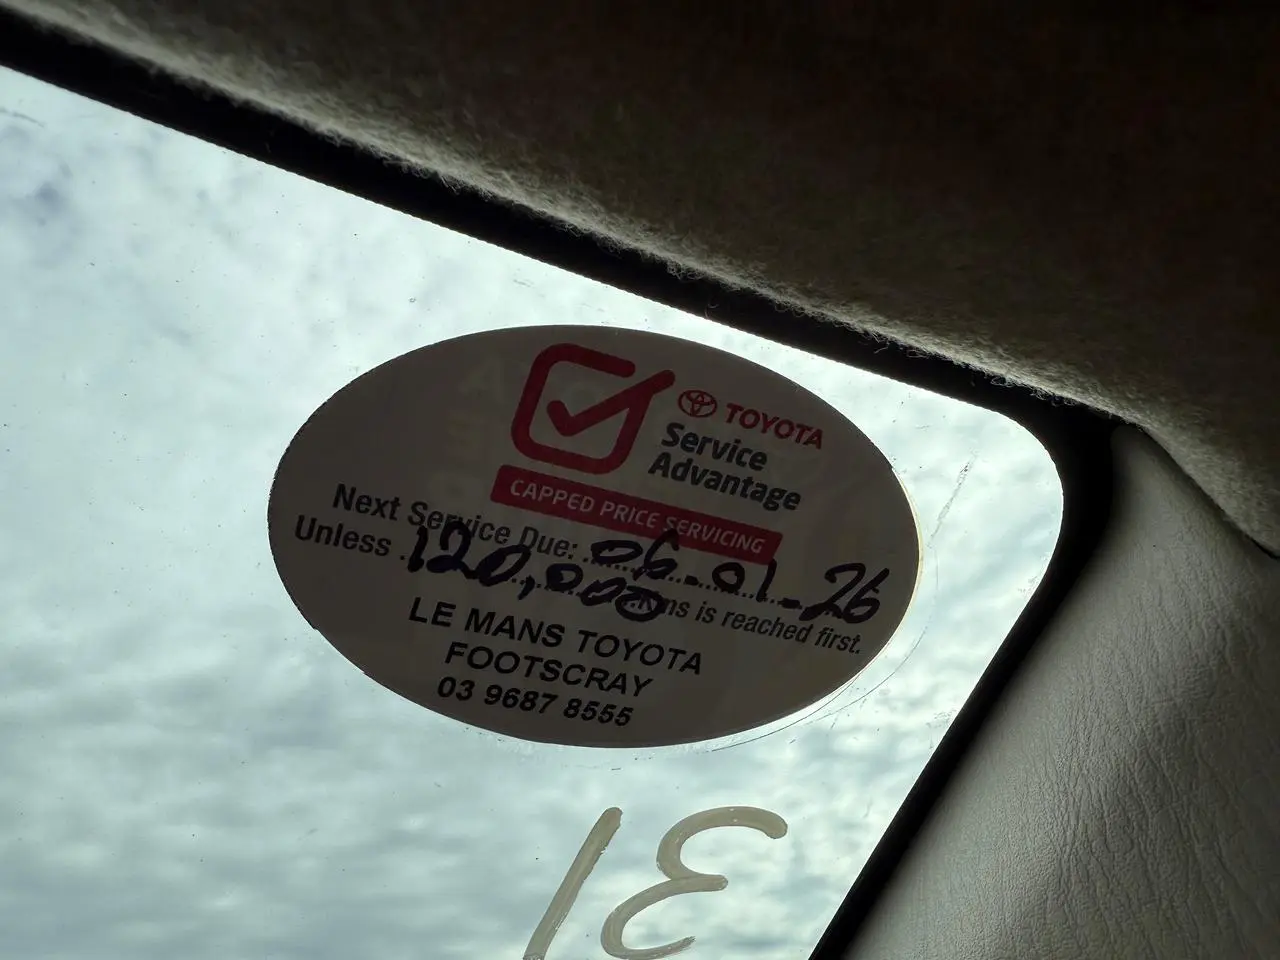 TOYOTA
Service
Advantage
CAPPED PRICE SERVICING
Next Service Due: 06-01-26
Unless 120,000 Kms is reached first.
LE MANS TOYOTA
FOOTSCRAY
03 9687 8555